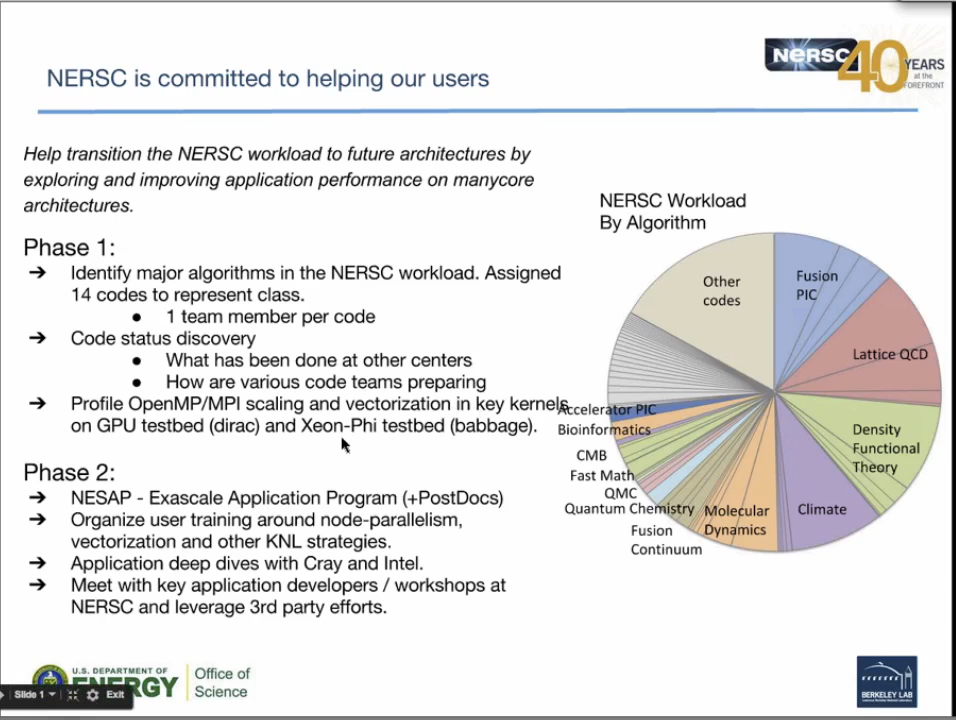 NERSC is committed to helping our users
NERSC
40 YEARS
at the
FOREFRONT
Help transition the NERSC workload to future architectures by
exploring and improving application performance on manycore
architectures.
Phase 1:
➔ Identify major algorithms in the NERSC workload. Assigned
14 codes to represent class.
● 1 team member per code
➔ Code status discovery
● What has been done at other centers
● How are various code teams preparing
➔ Profile OpenMP/MPI scaling and vectorization in key kernels
on GPU testbed (dirac) and Xeon-Phi testbed (babbage).
Phase 2:
➔ NESAP - Exascale Application Program (+PostDocs)
➔ Organize user training around node-parallelism,
vectorization and other KNL strategies.
➔ Application deep dives with Cray and Intel.
➔ Meet with key application developers / workshops at
NERSC and leverage 3rd party efforts.
NERSC Workload
By Algorithm
Other
codes
Fusion
PIC
Lattice QCD
Density
Functional
Theory
Climate
Molecular
Dynamics
Fusion
Continuum
Quantum Chemistry
QMC
Fast Math
CMB
Bioinformatics
Accelerator PIC
U.S. DEPARTMENT OF
ENERGY
Office of
Science
Slide 1
Exit
BERKELEY LAB